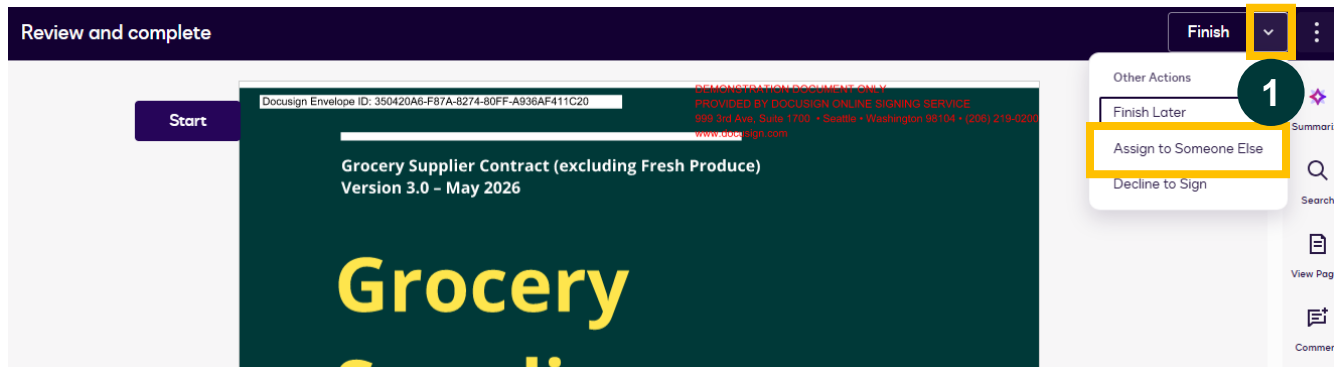 Review and complete
Finish
Other Actions
Finish Later
Assign to Someone Else
Decline to Sign
1
Start
Docusign Envelope ID: 350420A6-F87A-8274-80FF-A936AF411C20
DEMONSTRATION DOCUMENT ONLY
PROVIDED BY DOCUSIGN ONLINE SIGNING SERVICE
999 3rd Ave, Suite 1700 • Seattle • Washington 98104 • (206) 219-0200
www.docusign.com
Grocery Supplier Contract (excluding Fresh Produce)
Version 3.0 – May 2026
Grocery
Summari
Search
View Pag
Commer